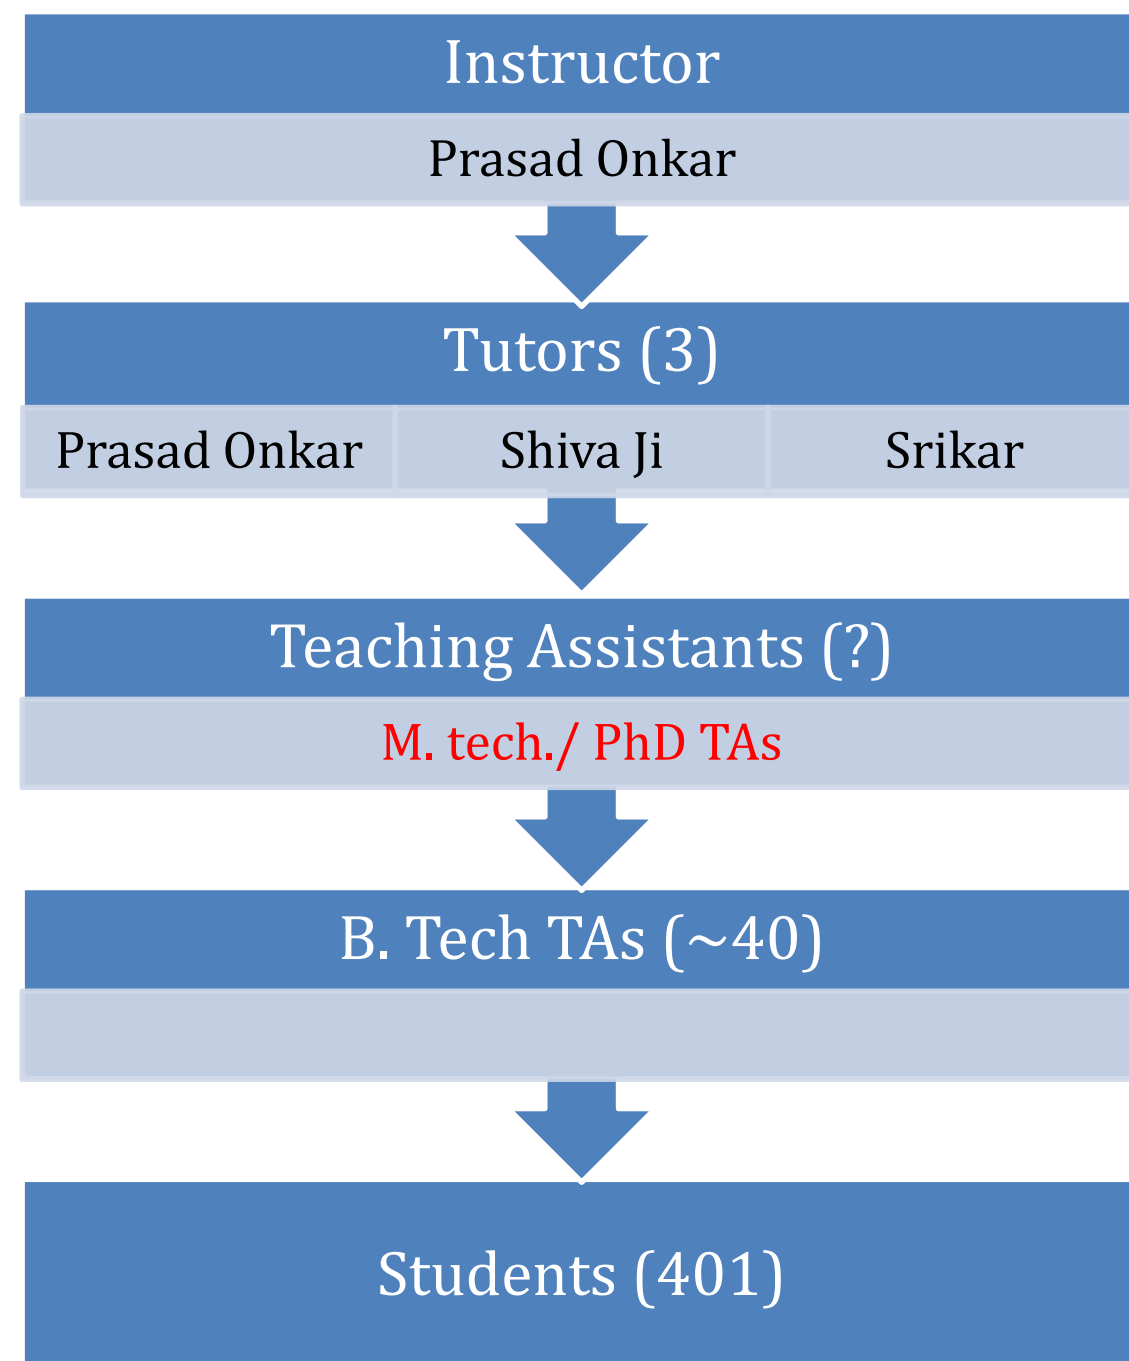 Instructor
Prasad Onkar
Tutors (3)
Prasad Onkar Shiva Ji Srikar
Teaching Assistants (?)
M. tech./ PhD TAs
B. Tech TAs (~40)
Students (401)